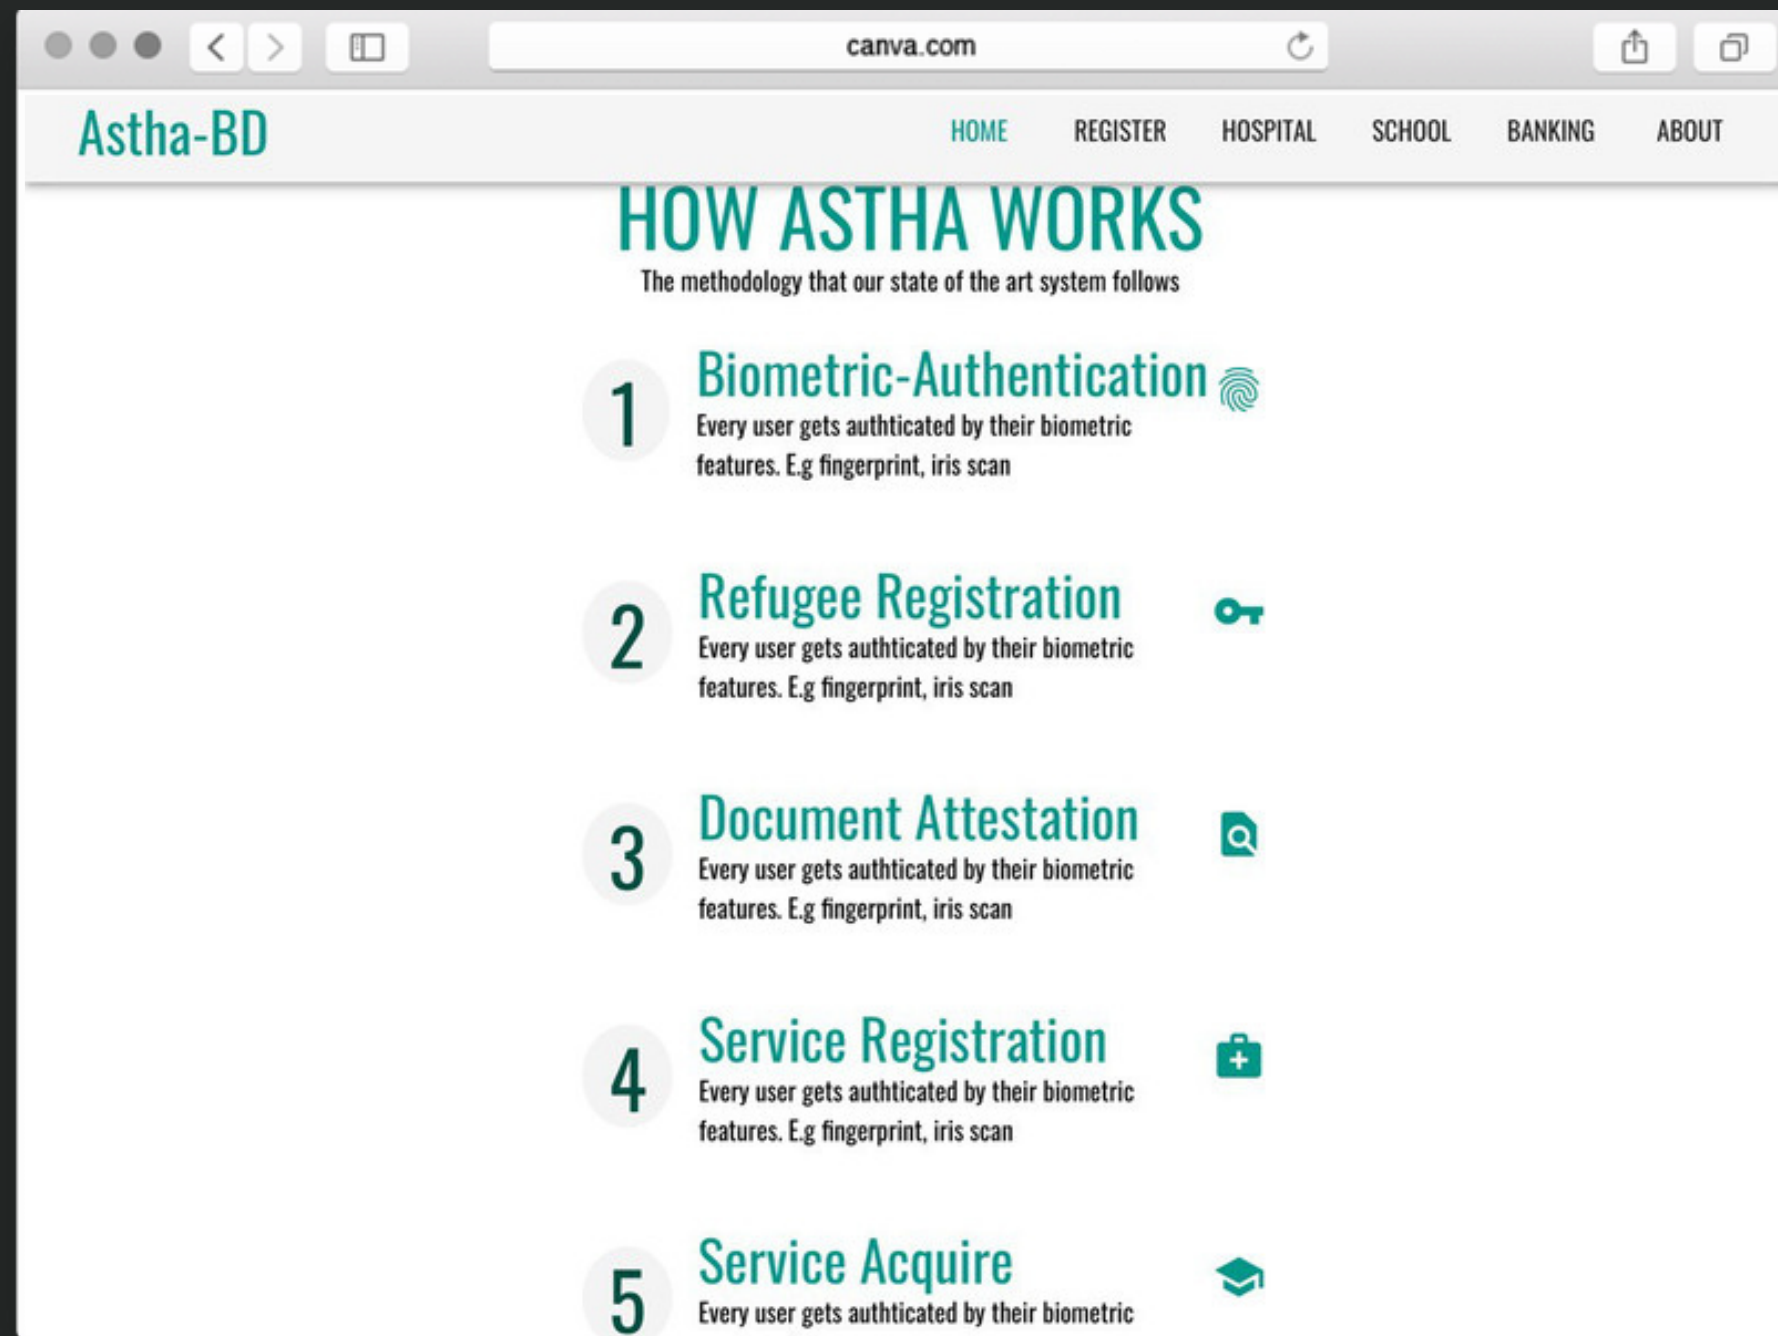 canva.com
Astha-BD
HOME REGISTER HOSPITAL SCHOOL BANKING ABOUT
HOW ASTHA WORKS
The methodology that our state of the art system follows
1
Biometric-Authentication
Every user gets authticated by their biometric
features. E.g fingerprint, iris scan
2
Refugee Registration
Every user gets authticated by their biometric
features. E.g fingerprint, iris scan
3
Document Attestation
Every user gets authticated by their biometric
features. E.g fingerprint, iris scan
4
Service Registration
Every user gets authticated by their biometric
features. E.g fingerprint, iris scan
5
Service Acquire
Every user gets authticated by their biometric